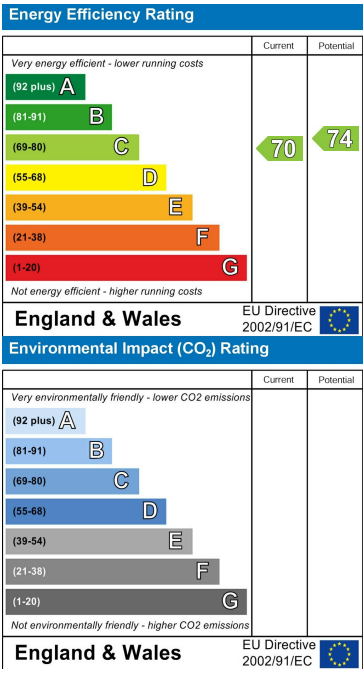 Energy Efficiency Rating
Current Potential
Very energy efficient - lower running costs
(92 plus) A
(81-91) B
(69-80) C
70 74
(55-68) D
(39-54) E
(21-38) F
(1-20) G
Not energy efficient - higher running costs
England & Wales
EU Directive
2002/91/EC
Environmental Impact (CO₂) Rating
Current Potential
Very environmentally friendly - lower CO2 emissions
(92 plus) A
(81-91) B
(69-80) C
(55-68) D
(39-54) E
(21-38) F
(1-20) G
Not environmentally friendly - higher CO2 emissions
England & Wales
EU Directive
2002/91/EC